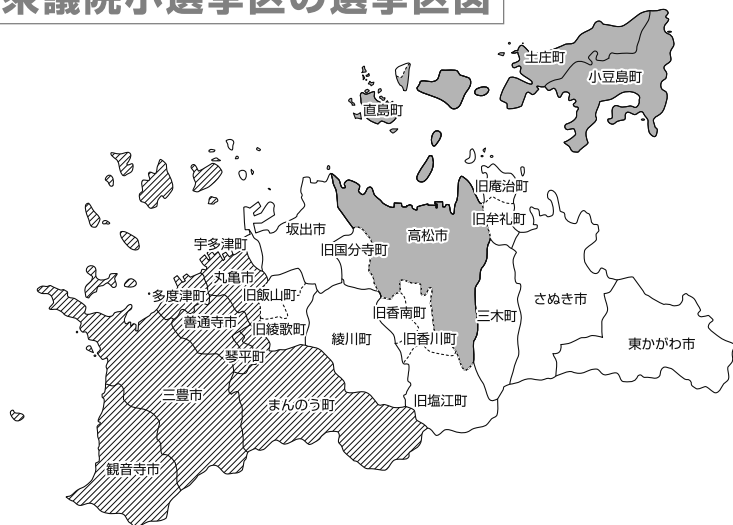 衆議院小選挙区の選挙区図
土庄町
小豆島町
直島町
旧庵治町
旧牟礼町
高松市
坂出市
旧国分寺町
宇多津町
丸亀市
旧飯山町
多度津町
善通寺市
旧綾歌町
琴平町
綾川町
旧香南町
旧香川町
三木町
さぬき市
東かがわ市
三豊市
まんのう町
旧塩江町
観音寺市